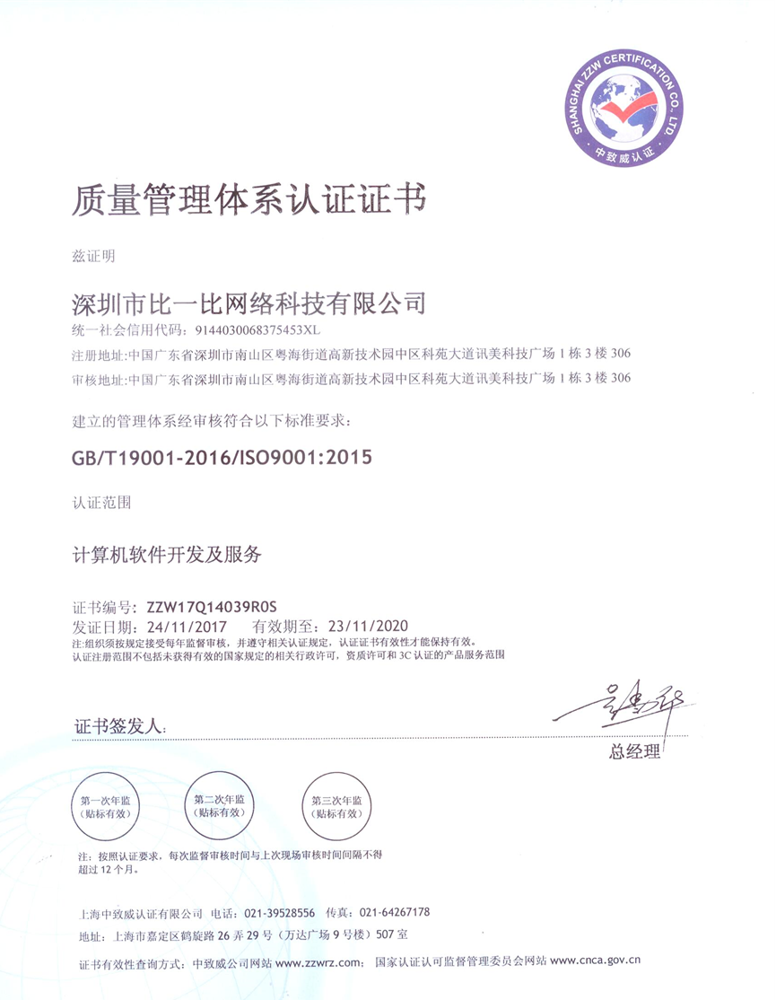 SHANGHAI ZZW CERTIFICATION CO., LTD.
· 中致威认证 ·
质量管理体系认证证书
兹证明
深圳市比一比网络科技有限公司
统一社会信用代码：9144030068375453XL
注册地址:中国广东省深圳市南山区粤海街道高新技术园中区科苑大道讯美科技广场 1 栋 3 楼 306
审核地址:中国广东省深圳市南山区粤海街道高新技术园中区科苑大道讯美科技广场 1 栋 3 楼 306
建立的管理体系经审核符合以下标准要求：
GB/T19001-2016/ISO9001:2015
认证范围
计算机软件开发及服务
证书编号：ZZW17Q14039R0S
发证日期：24/11/2017 有效期至：23/11/2020
注:组织须按规定接受每年监督审核，并遵守相关认证规定，认证证书有效性才能保持有效。
认证注册范围不包括未获得有效的国家规定的相关行政许可，资质许可和 3C 认证的产品服务范围
证书签发人：
总经理
第一次年监
（贴标有效）
第二次年监
（贴标有效）
第三次年监
（贴标有效）
注：按照认证要求，每次监督审核时间与上次现场审核时间间隔不得
超过 12 个月。
上海中致威认证有限公司 电话：021-39528556 传真：021-64267178
地址：上海市嘉定区鹤旋路 26 弄 29 号（万达广场 9 号楼）507 室
证书有效性查询方式：中致威公司网站 www.zzwrz.com；国家认证认可监督管理委员会网站 www.cnca.gov.cn